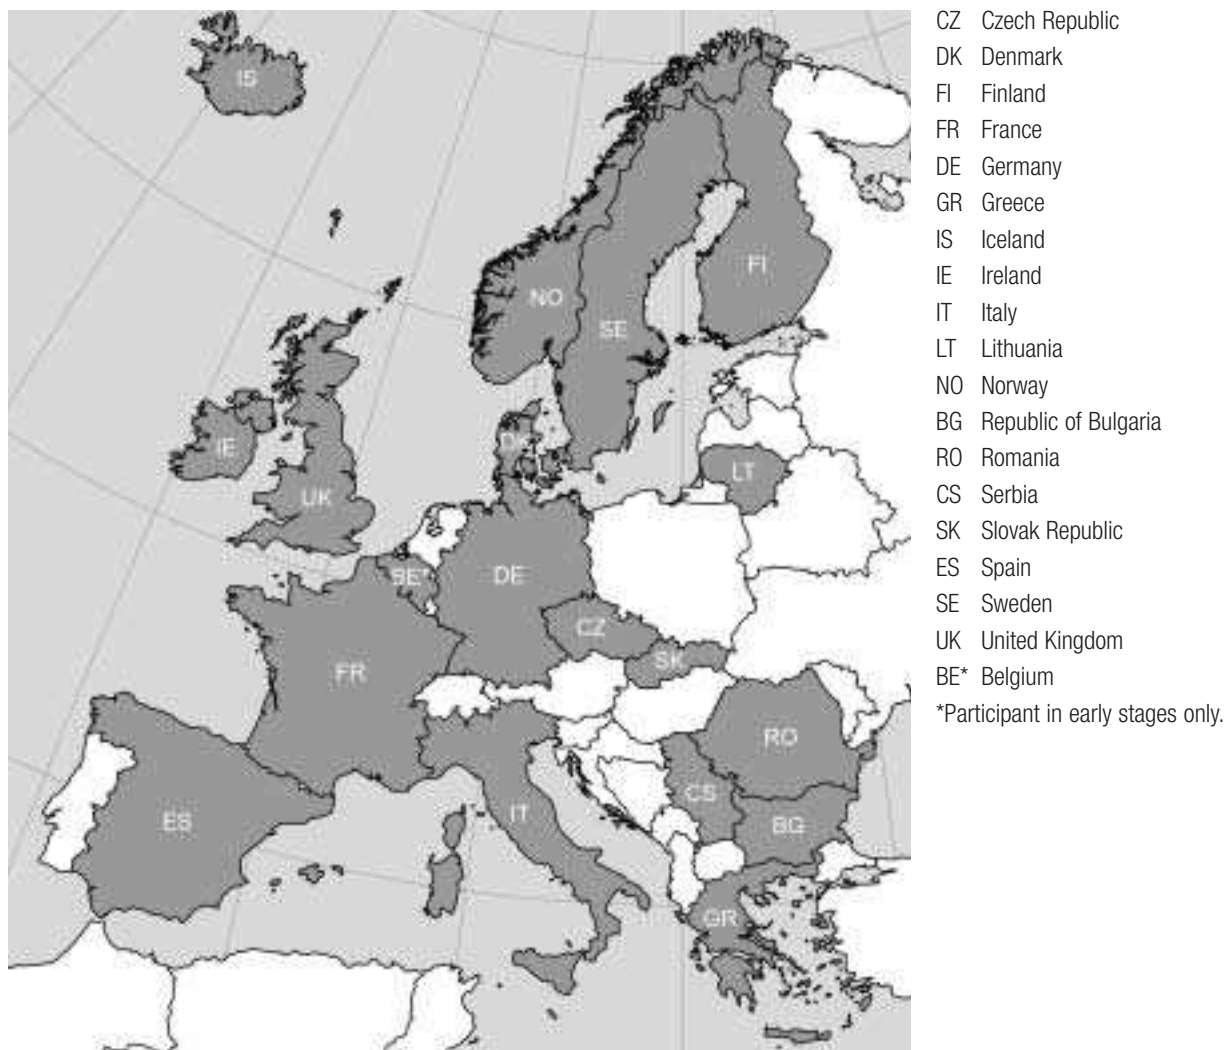 IS
FI
NO
SE
DK
IE
LT
UK
BE*
DE
CZ
SK
FR
RO
CS
ES
IT
BG
GR
CZ Czech Republic
DK Denmark
FI Finland
FR France
DE Germany
GR Greece
IS Iceland
IE Ireland
IT Italy
LT Lithuania
NO Norway
BG Republic of Bulgaria
RO Romania
CS Serbia
SK Slovak Republic
ES Spain
SE Sweden
UK United Kingdom
BE* Belgium
*Participant in early stages only.